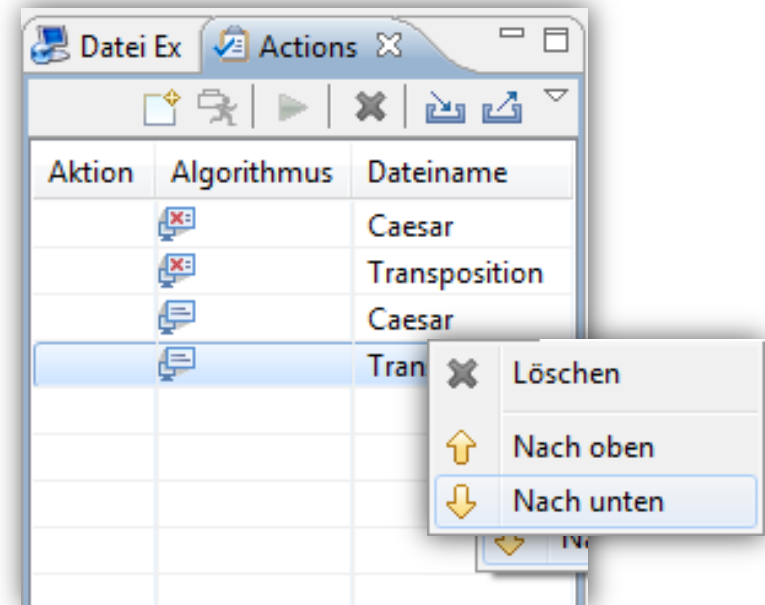 Datei Ex Actions
Aktion Algorithmus Dateiname
Caesar
Transposition
Caesar
Tran
Löschen
Nach oben
Nach unten